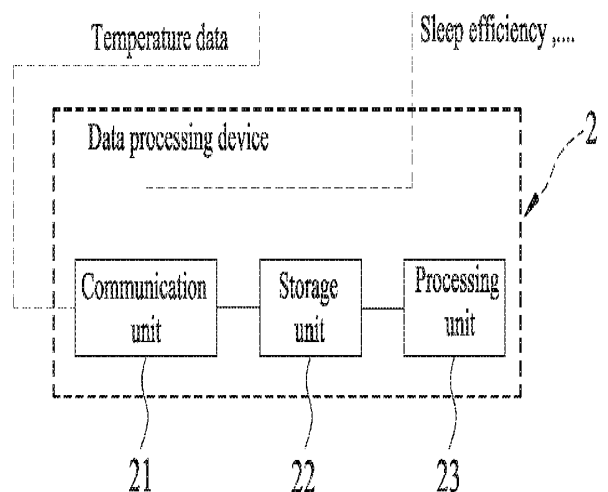 Temperature data
Sleep efficiency ,....
Data processing device
2
Communication
unit
Storage
unit
Processing
unit
21
22
23